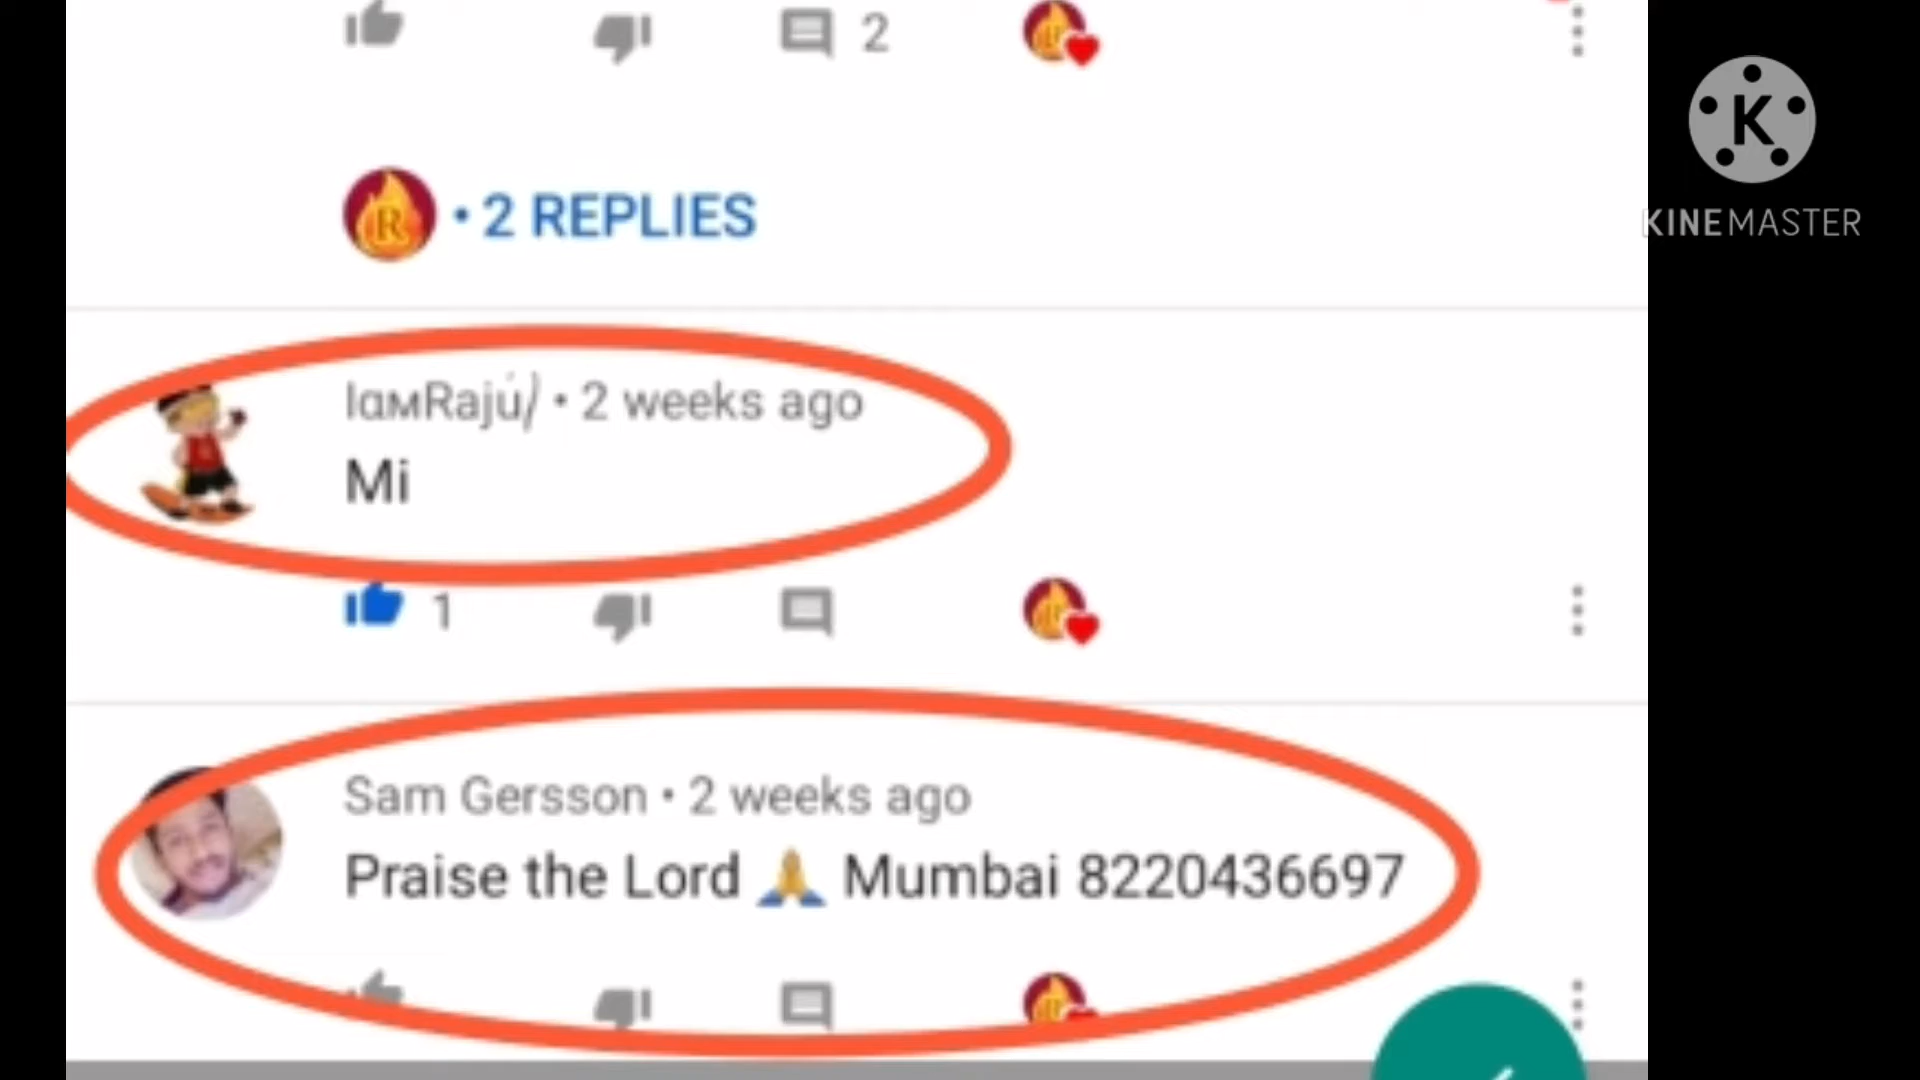 2
R • 2 REPLIES
K
KINEMASTER
IɑᴍRajú/ • 2 weeks ago
Mi
1
Sam Gersson • 2 weeks ago
Praise the Lord 🙏 Mumbai 8220436697